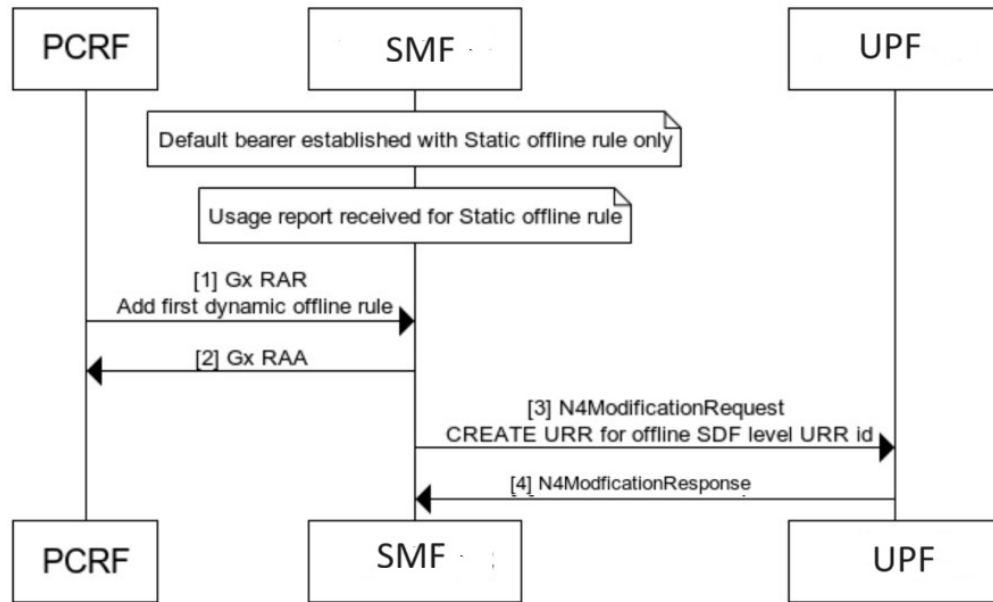 PCRF
SMF
UPF
Default bearer established with Static offline rule only
Usage report received for Static offline rule
[1] Gx RAR
Add first dynamic offline rule
[2] Gx RAA
[3] N4ModificationRequest
CREATE URR for offline SDF level URR id
[4] N4ModficationResponse
PCRF
SMF
UPF